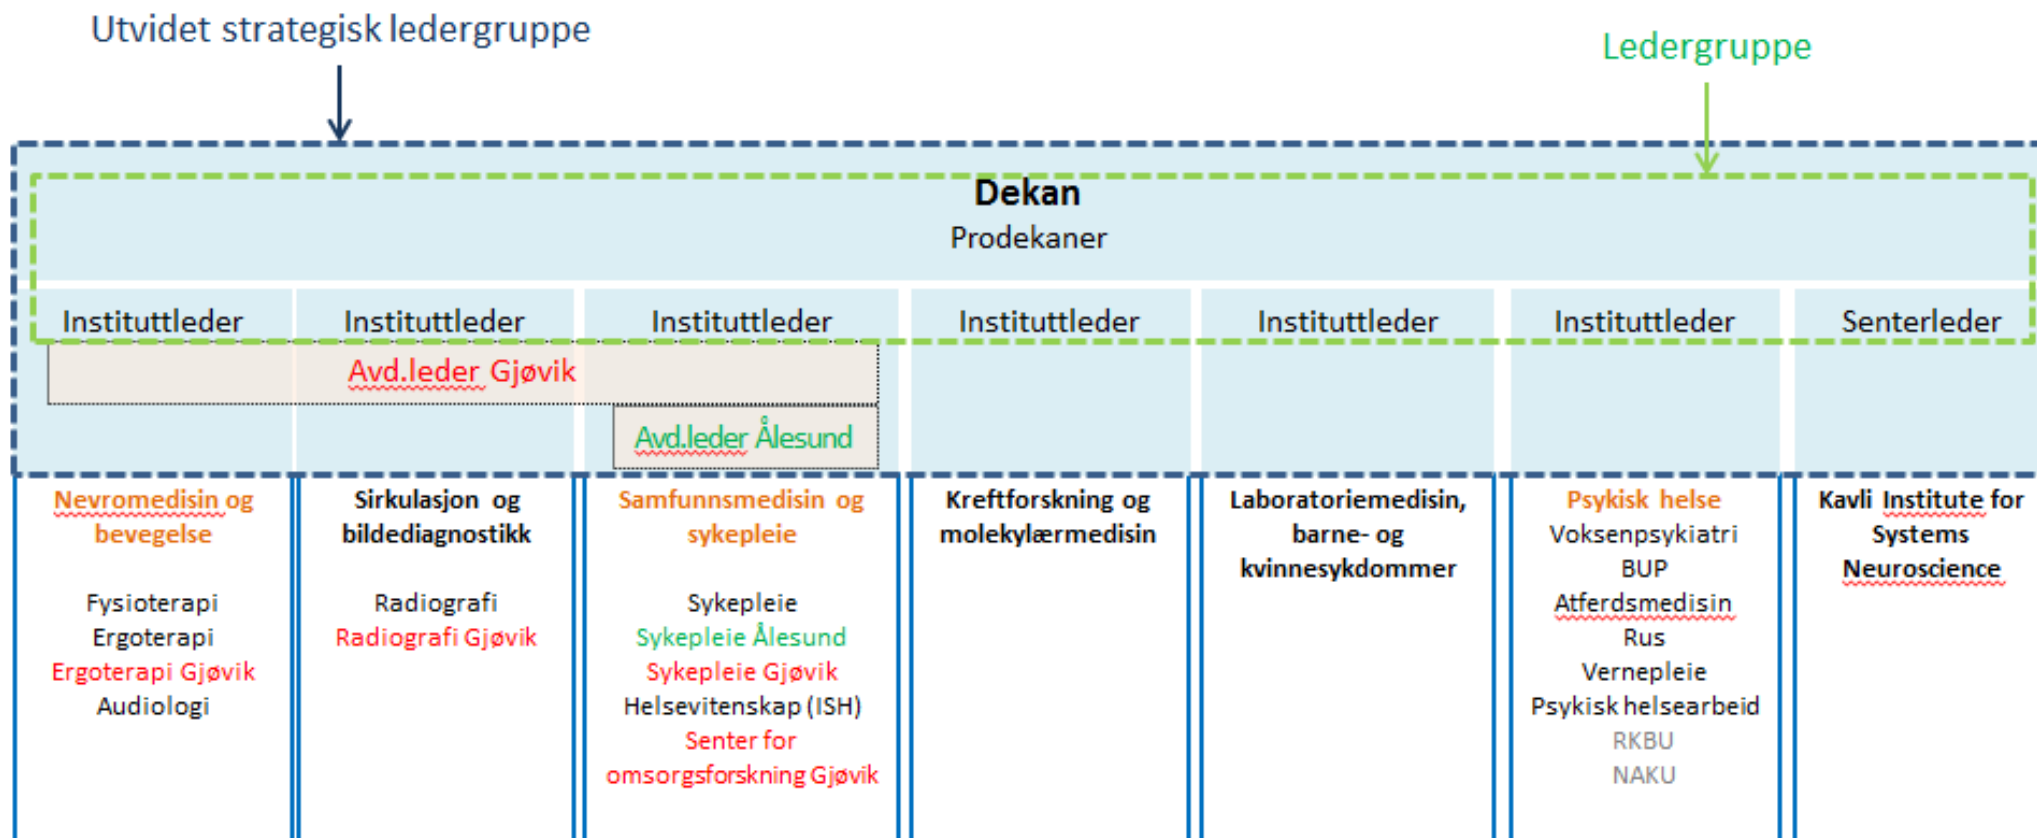 Utvidet strategisk ledergruppe
Ledergruppe
Dekan
Prodekaner
Instituttleder
Instituttleder
Instituttleder
Instituttleder
Instituttleder
Instituttleder
Senterleder
Avd.leder Gjøvik
Avd.leder Ålesund
Nevromedisin og
bevegelse
Fysioterapi
Ergoterapi
Ergoterapi Gjøvik
Audiologi
Sirkulasjon og
bildediagnostikk
Radiografi
Radiografi Gjøvik
Samfunnsmedisin og
sykepleie
Sykepleie
Sykepleie Ålesund
Sykepleie Gjøvik
Helsevitenskap (ISH)
Senter for
omsorgsforskning Gjøvik
Kreftforskning og
molekylærmedisin
Laboratoriemedisin,
barne- og
kvinnesykdommer
Psykisk helse
Voksenpsykiatri
BUP
Atferdsmedisin
Rus
Vernepleie
Psykisk helsearbeid
RKBU
NAKU
Kavli Institute for
Systems
Neuroscience